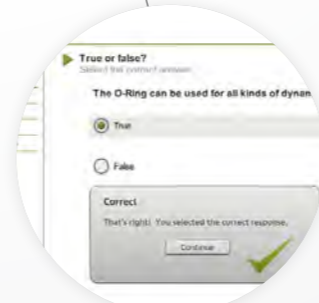 True or false?
Select the correct answer.
The O-Ring can be used for all kinds of dynan
True
False
Correct
That's right! You selected the correct response.
Continue